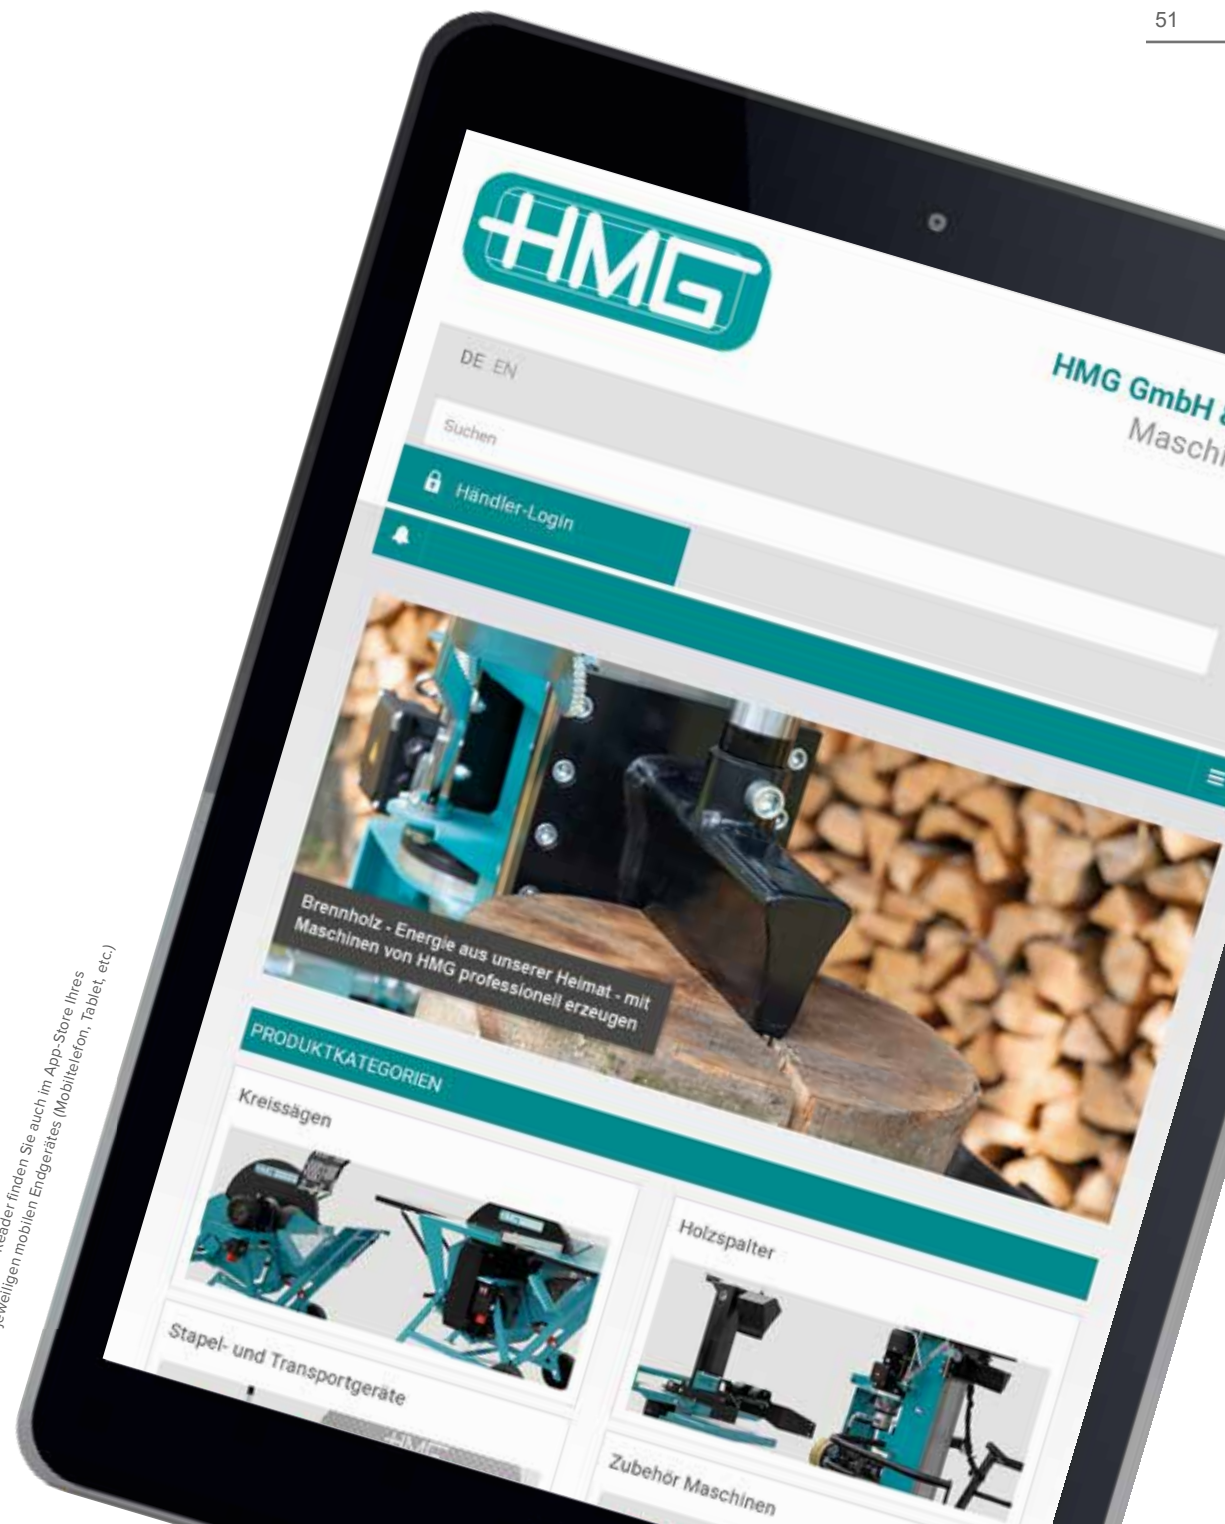 51
HMG
HMG GmbH
DE EN
Suchen
Händler-Login
Brennholz - Energie aus unserer Heimat - mit
Maschinen von HMG professionell erzeugen
PRODUKTKATEGORIEN
Kreissägen
Holzspalter
Stapel- und Transportgeräte
Zubehör Maschinen
finden Sie auch im App-Store Ihres
jeweiligen mobilen Endgerätes (Mobiltelefon, Tablet, etc.)